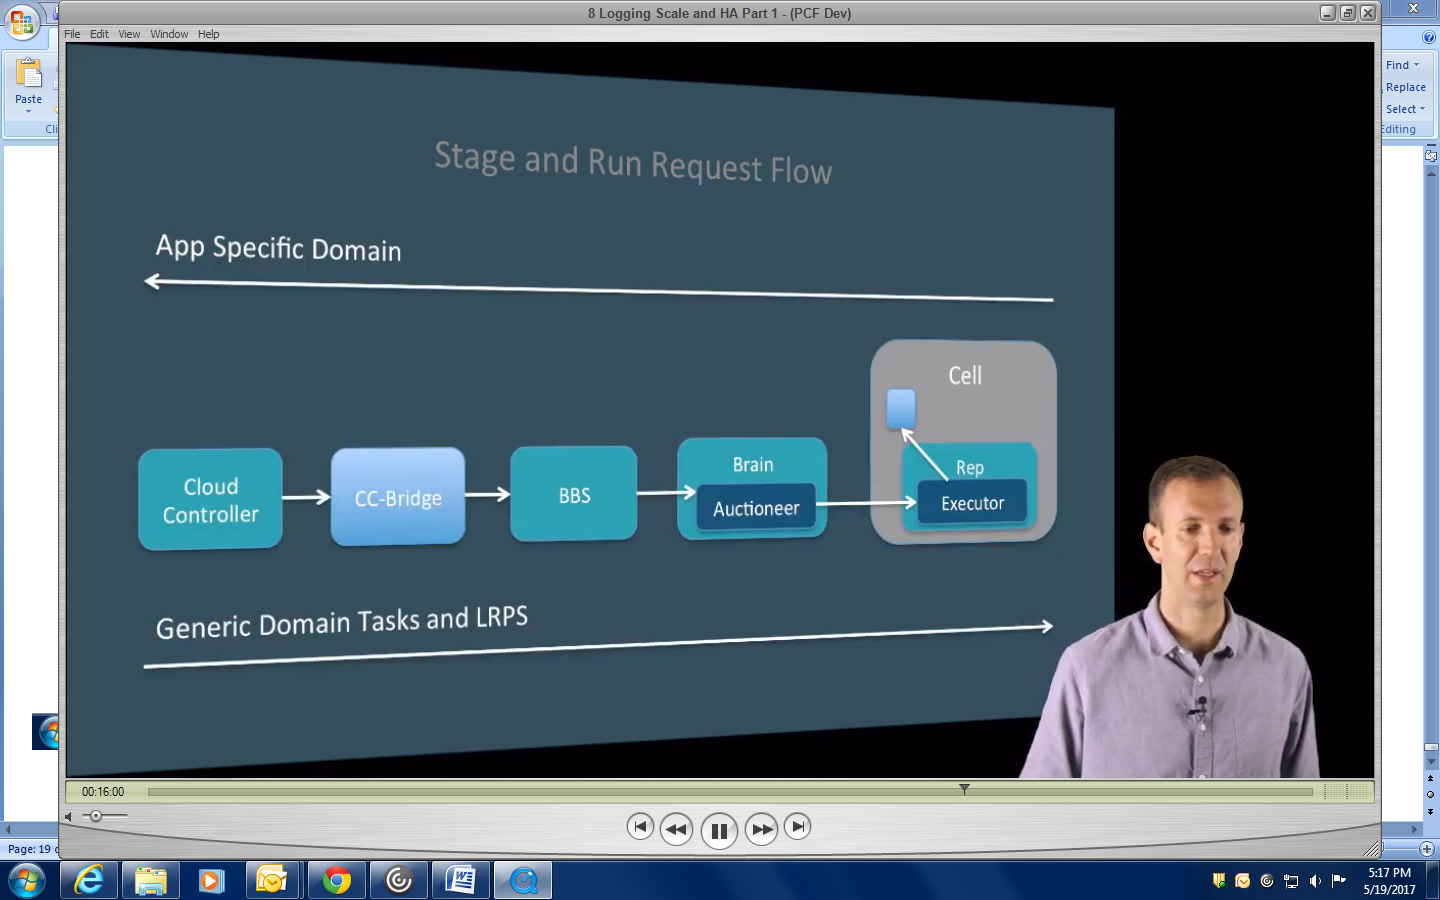 8 Logging Scale and HA Part 1 - (PCF Dev)
File Edit View Window Help
Paste
Find
Replace
Select
Editing
Stage and Run Request Flow
App Specific Domain
Cell
Cloud
Controller
CC-Bridge
BBS
Brain
Auctioneer
Rep
Executor
Generic Domain Tasks and LRPS
00:16:00
Page: 19
5:17 PM
5/19/2017